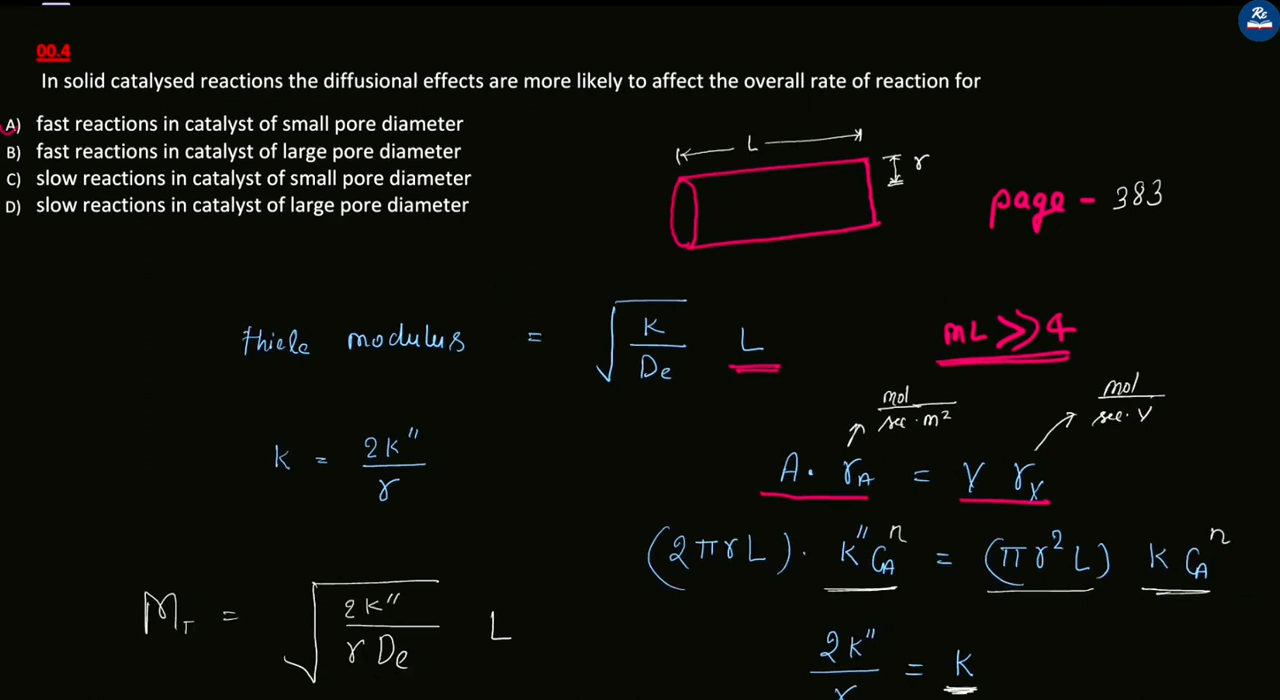 Re
00.4
In solid catalysed reactions the diffusional effects are more likely to affect the overall rate of reaction for
A) fast reactions in catalyst of small pore diameter
B) fast reactions in catalyst of large pore diameter
C) slow reactions in catalyst of small pore diameter
D) slow reactions in catalyst of large pore diameter
L
r
page - 383
thiele modulus = √(K/De) L
mL >> 4
mol/sec·m²
mol/sec·V
K = 2K''/r
A. rA = V rV
(2πrL). K''CAⁿ = (πr²L) K CAⁿ
MT = √(2K''/r De) L
2K''/r = K